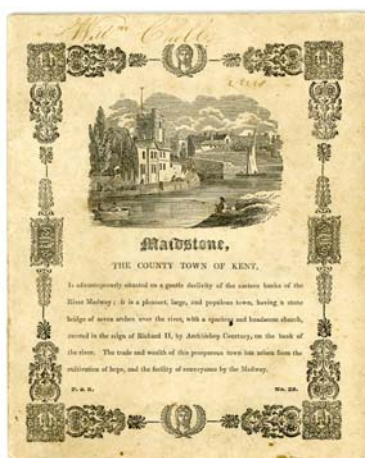 Maidstone,
THE COUNTY TOWN OF KENT,
Is advantageously situated on a gentle declivity of the eastern banks of the
River Medway; it is a pleasant, large, and populous town, having a stone
bridge of seven arches over the river, with a spacious and handsome church,
erected in the reign of Richard II, by Archbishop Courtney, on the bank of
the river. The trade and wealth of this prosperous town has arisen from the
cultivation of hops, and the facility of conveyance by the Medway.
No. 28.